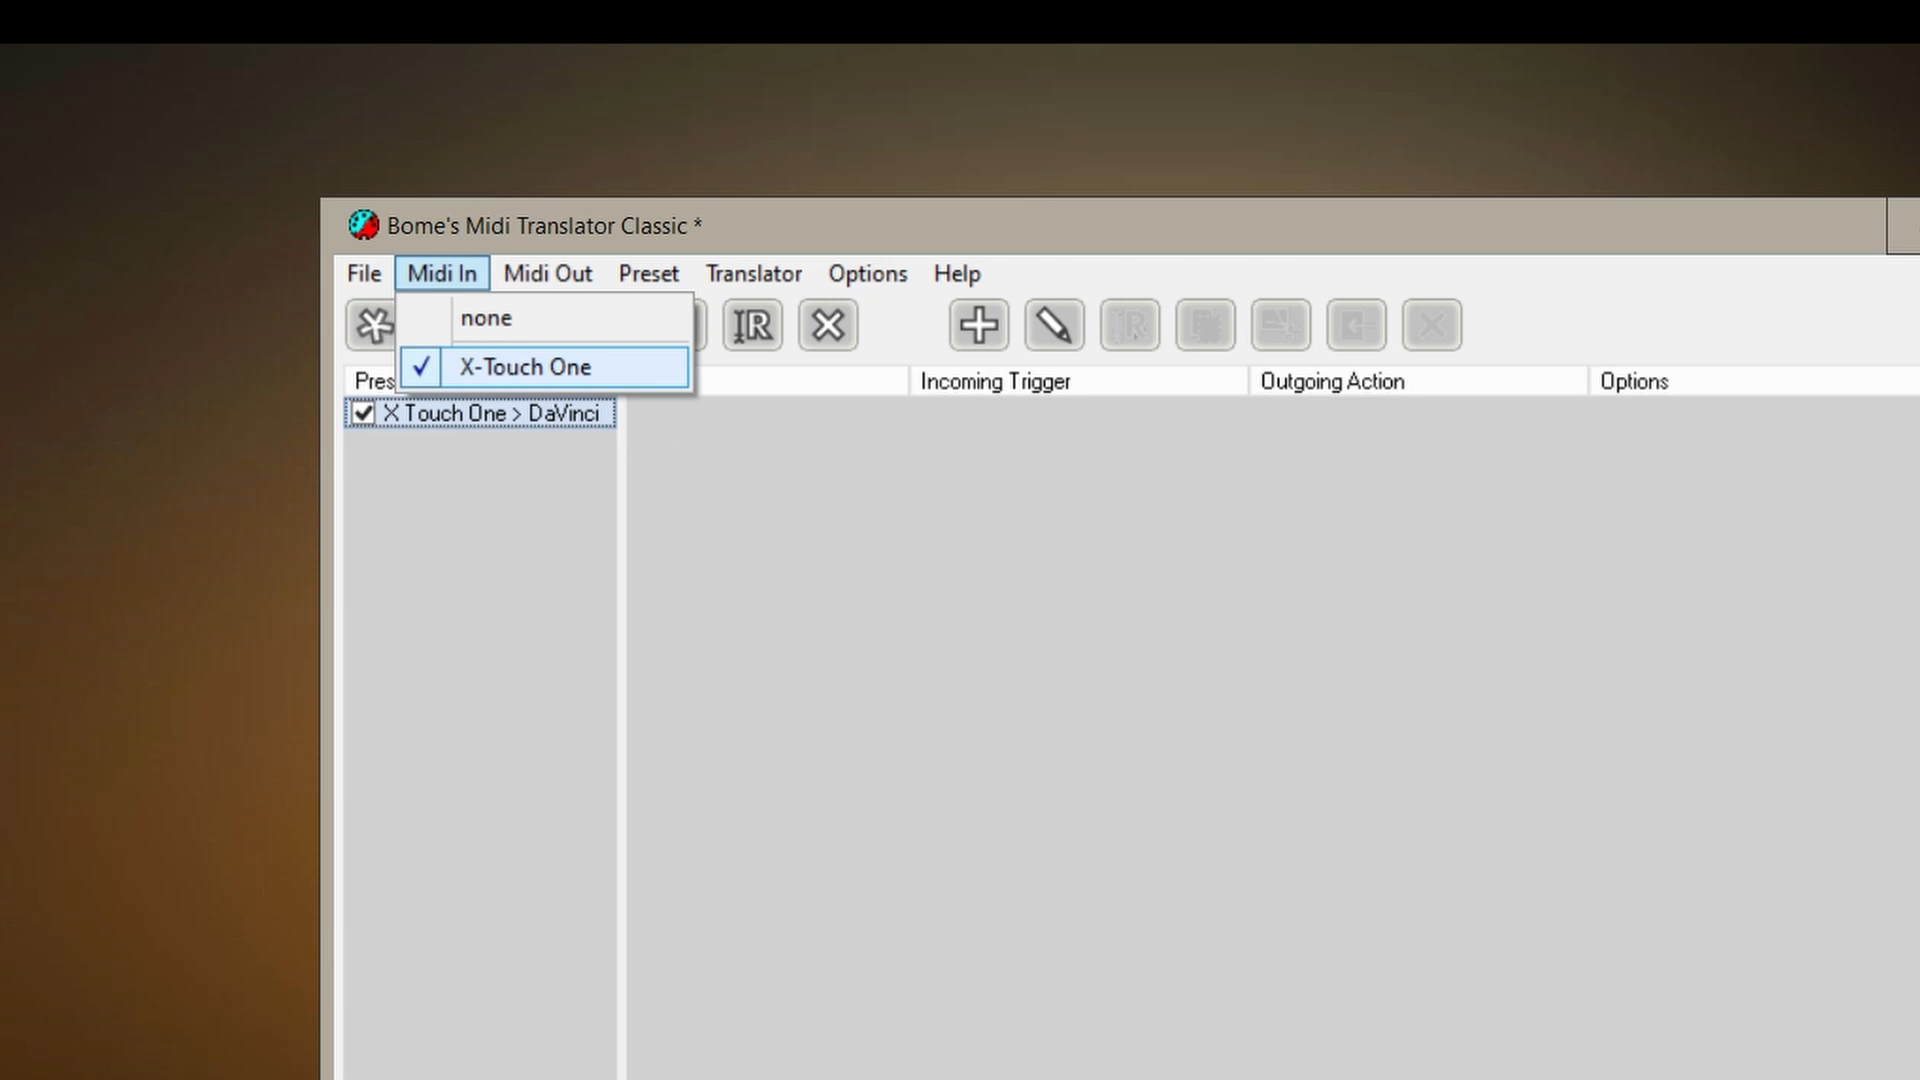 Bome's Midi Translator Classic *
File Midi In Midi Out Preset Translator Options Help
none
X-Touch One
Incoming Trigger Outgoing Action Options
X Touch One > DaVinci